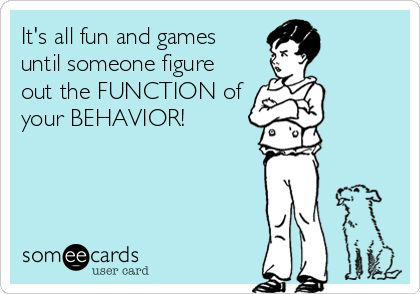 It's all fun and games
until someone figure
out the FUNCTION of
your BEHAVIOR!
someecards
user card